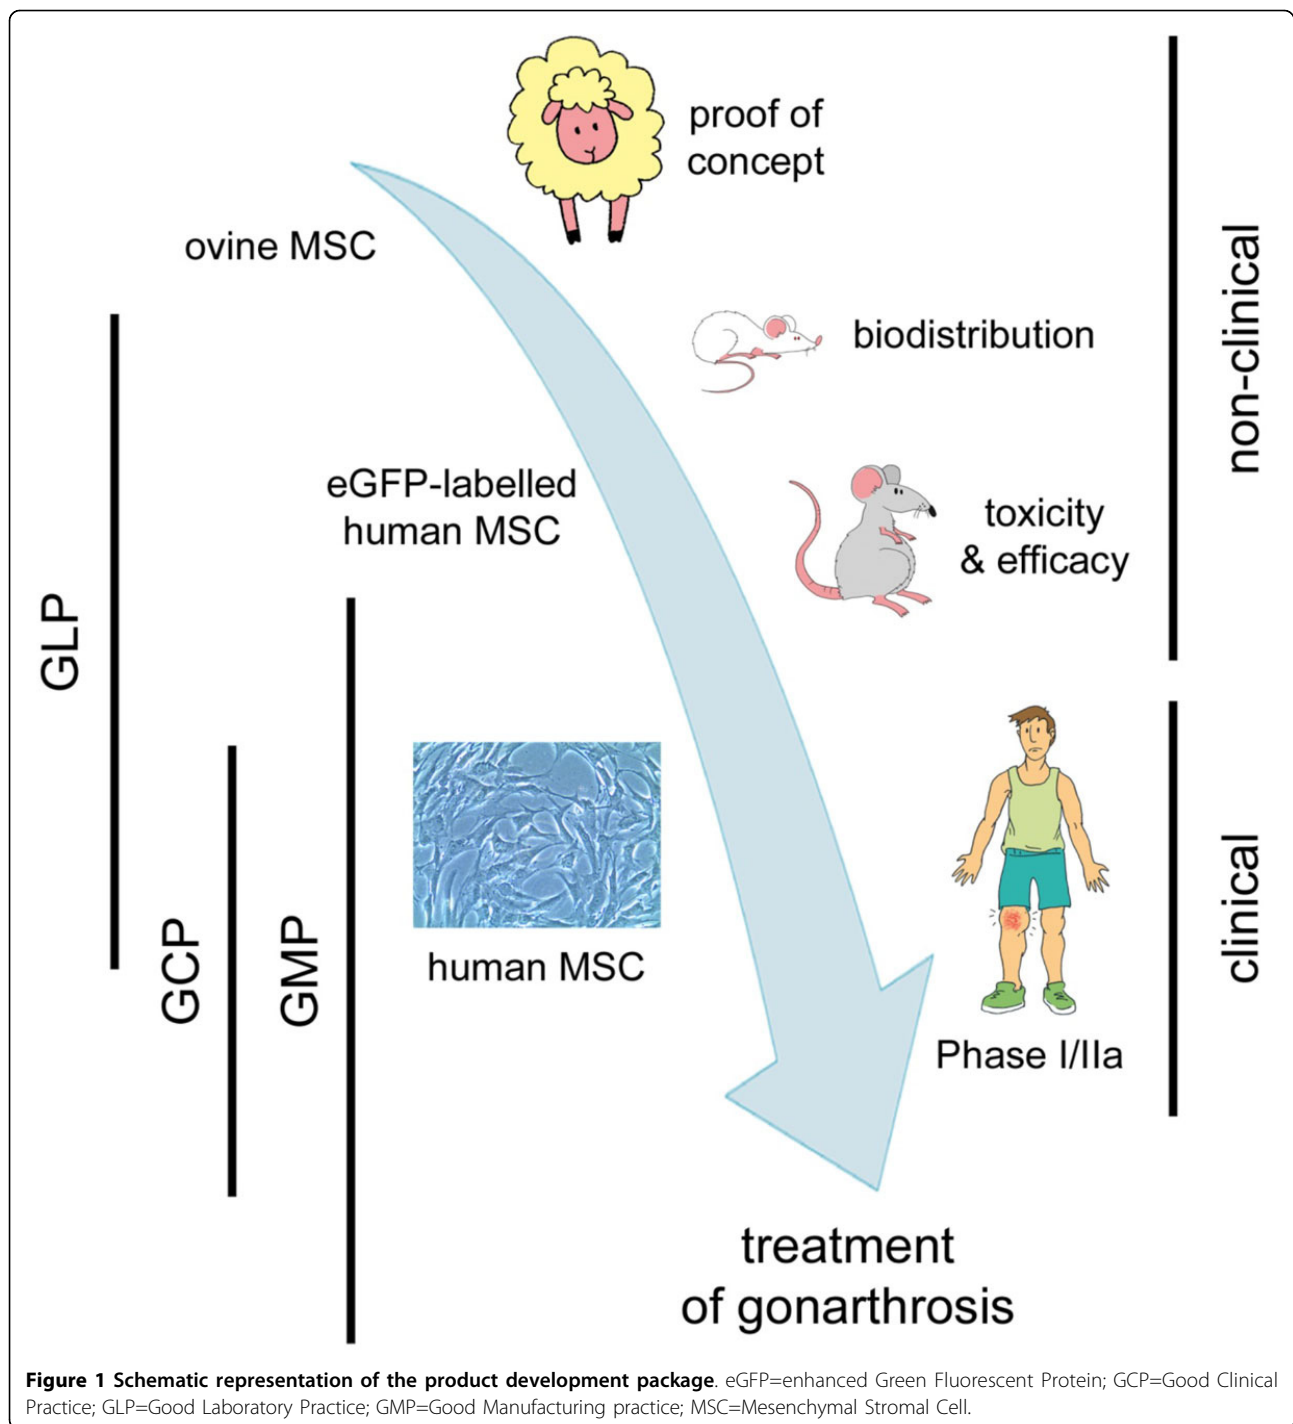 proof of
concept
ovine MSC
biodistribution
non-clinical
eGFP-labelled
human MSC
toxicity
& efficacy
GLP
GCP
GMP
human MSC
clinical
Phase I/IIa
treatment
of gonarthrosis
Figure 1 Schematic representation of the product development package. eGFP=enhanced Green Fluorescent Protein; GCP=Good Clinical
Practice; GLP=Good Laboratory Practice; GMP=Good Manufacturing practice; MSC=Mesenchymal Stromal Cell.